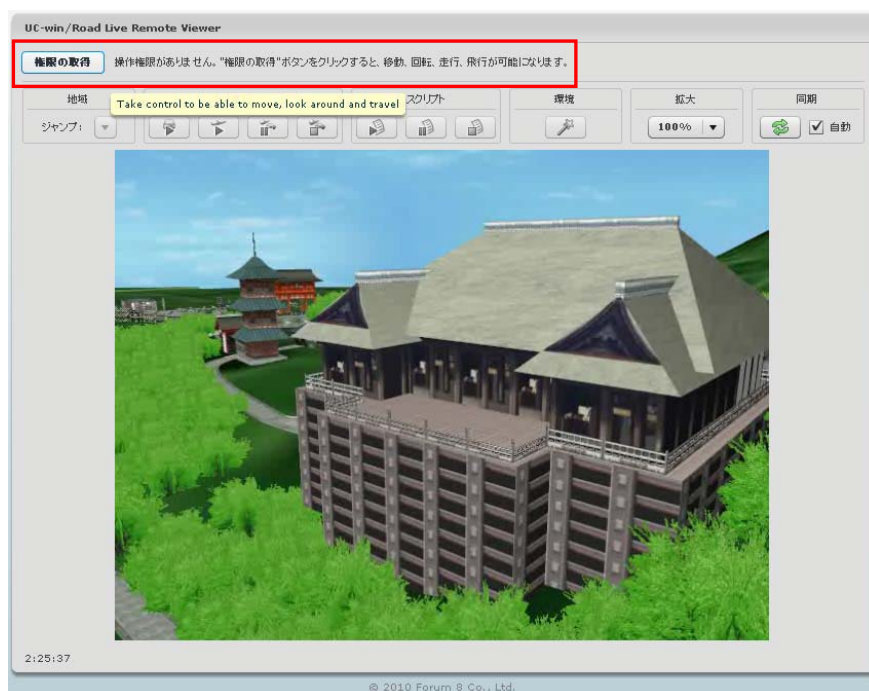 UC-win/Road Live Remote Viewer
権限の取得 操作権限がありません。"権限の取得"ボタンをクリックすると、移動、回転、走行、飛行が可能になります。
地域 スクリプト 環境 拡大 同期
Take control to be able to move, look around and travel
ジャンプ: 100% 自動
2:25:37
© 2010 Forum 8 Co., Ltd.